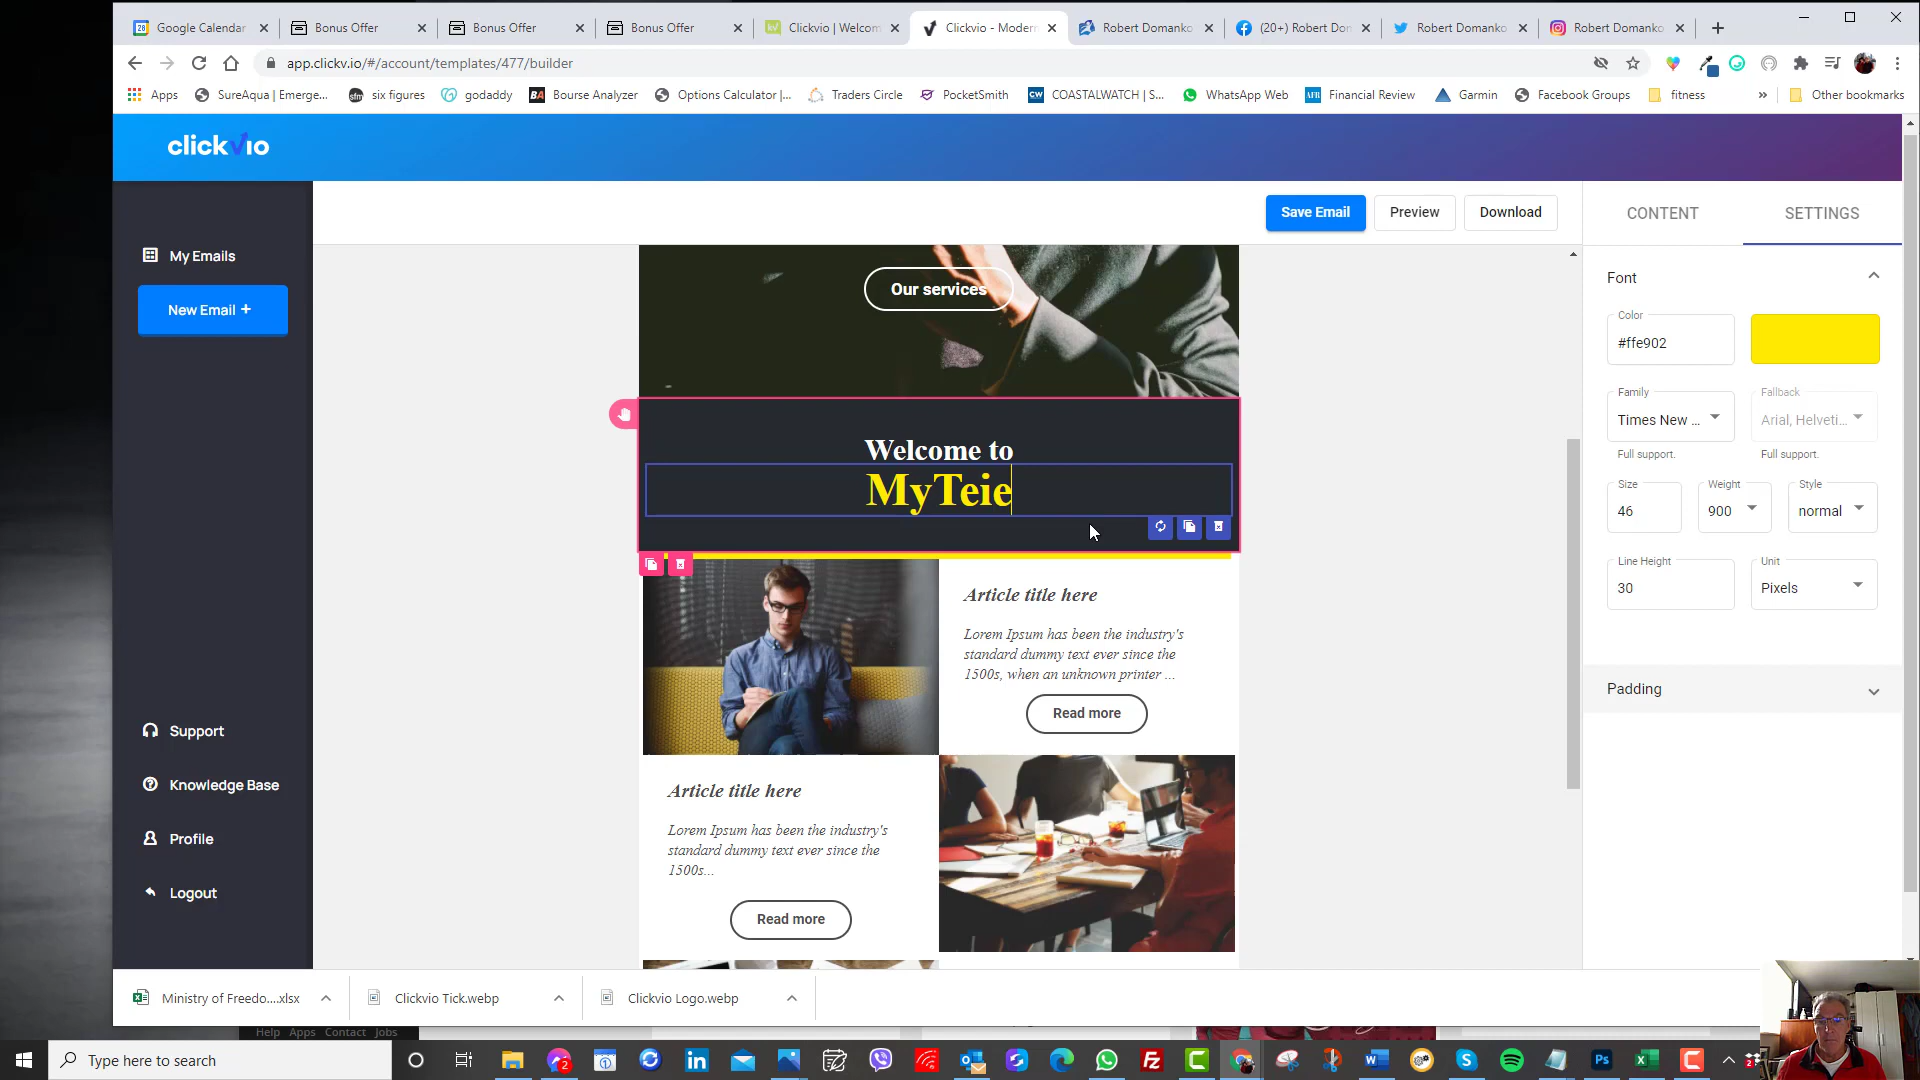 Google Calendar
Bonus Offer
Bonus Offer
Bonus Offer
Clickvio | Welcom
Clickvio - Modern
Robert Domanko
(20+) Robert Dom
Robert Domanko
Robert Domanko
app.clickv.io/#/account/templates/477/builder
Apps
SureAqua | Emerge...
six figures
godaddy
Bourse Analyzer
Options Calculator |...
Traders Circle
PocketSmith
COASTALWATCH | S...
WhatsApp Web
Financial Review
Garmin
Facebook Groups
fitness
»
Other bookmarks
clickvio
My Emails
New Email +
Support
Knowledge Base
Profile
Logout
Save Email
Preview
Download
CONTENT
SETTINGS
Our services
Welcome to
MyTeie
Article title here
Lorem Ipsum has been the industry's
standard dummy text ever since the
1500s, when an unknown printer ...
Read more
Article title here
Lorem Ipsum has been the industry's
standard dummy text ever since the
1500s...
Read more
Font
Color
#ffe902
Family
Times New ...
Fallback
Arial, Helveti...
Full support.
Full support.
Size
46
Weight
900
Style
normal
Line Height
30
Unit
Pixels
Padding
Ministry of Freedo....xlsx
Clickvio Tick.webp
Clickvio Logo.webp
Help Apps Contact Jobs
Type here to search